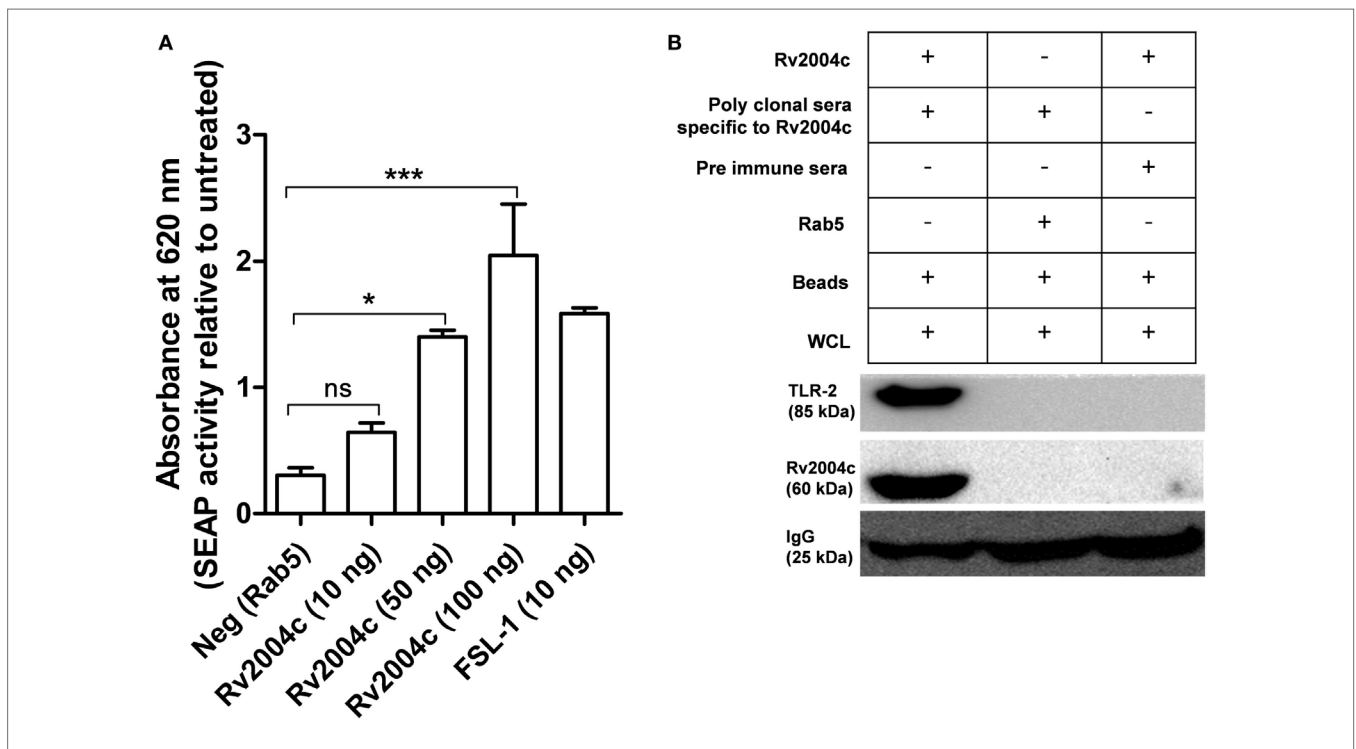 A
Absorbance at 620 nm
(SEAP activity relative to untreated)
3
2
1
0
***
*
ns
Neg (Rab5)
Rv2004c (10 ng)
Rv2004c (50 ng)
Rv2004c (100 ng)
FSL-1 (10 ng)
B
Rv2004c + - +
Poly clonal sera
specific to Rv2004c + + -
Pre immune sera - - +
Rab5 - + -
Beads + + +
WCL + + +
TLR-2
(85 kDa)
Rv2004c
(60 kDa)
IgG
(25 kDa)